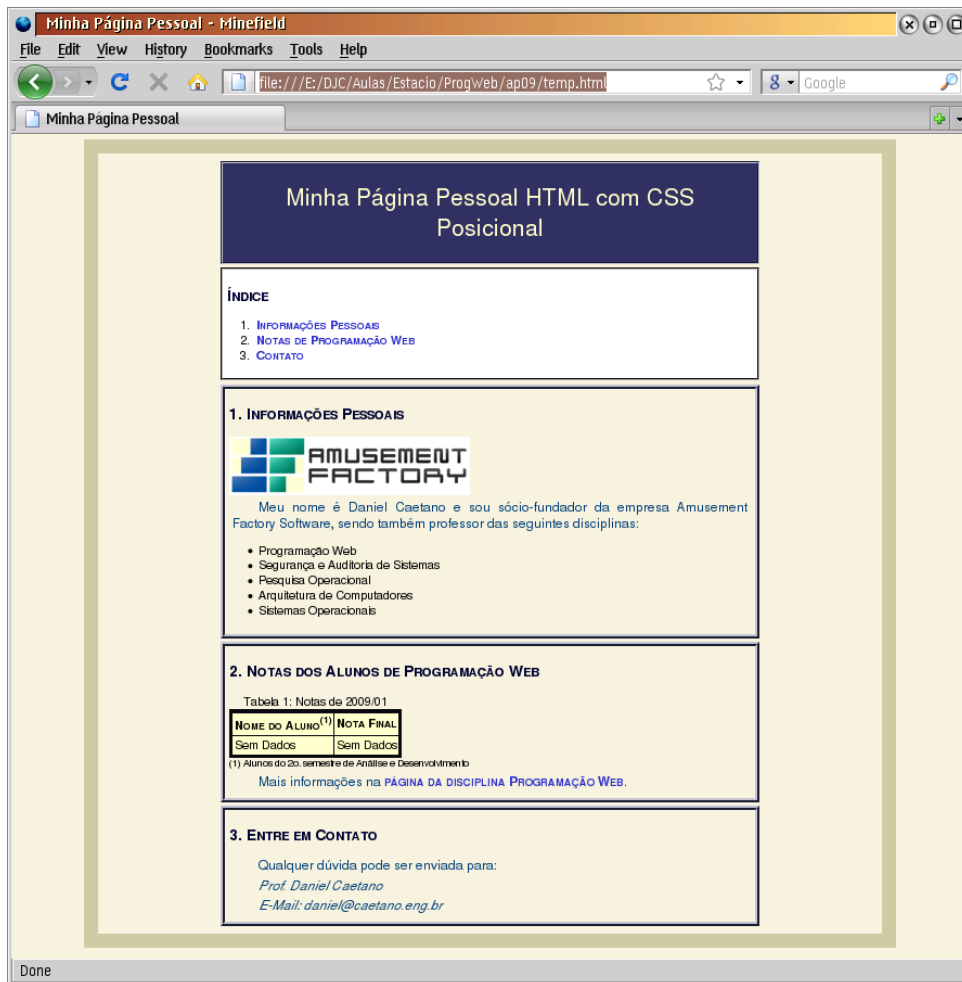 Minha Página Pessoal - Minefield
File Edit View History Bookmarks Tools Help
file:///E:/DJC/Aulas/Estacio/ProgWeb/ap09/temp.html
Google
Minha Página Pessoal
Minha Página Pessoal HTML com CSS
Posicional
Índice
1. Informações Pessoais
2. Notas de Programação Web
3. Contato
1. Informações Pessoais
AMUSEMENT
FACTORY
Meu nome é Daniel Caetano e sou sócio-fundador da empresa Amusement
Factory Software, sendo também professor das seguintes disciplinas:
• Programação Web
• Segurança e Auditoria de Sistemas
• Pesquisa Operacional
• Arquitetura de Computadores
• Sistemas Operacionais
2. Notas dos Alunos de Programação Web
Tabela 1: Notas de 2009/01
Nome do Aluno(1) Nota Final
Sem Dados Sem Dados
(1) Alunos do 2o. semestre de Análise e Desenvolvimento
Mais informações na página da disciplina Programação Web.
3. Entre em Contato
Qualquer dúvida pode ser enviada para:
Prof. Daniel Caetano
E-Mail: daniel@caetano.eng.br
Done